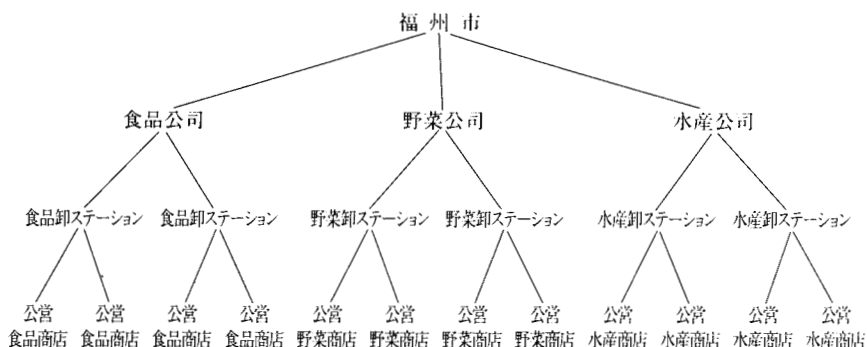 福州市
食品公司 野菜公司 水産公司
食品卸ステーション 食品卸ステーション 野菜卸ステーション 野菜卸ステーション 水産卸ステーション 水産卸ステーション
公営 公営 公営 公営 公営 公営 公営 公営 公営 公営 公営 公営
食品商店 食品商店 食品商店 食品商店 野菜商店 野菜商店 野菜商店 野菜商店 水産商店 水産商店 水産商店 水産商店